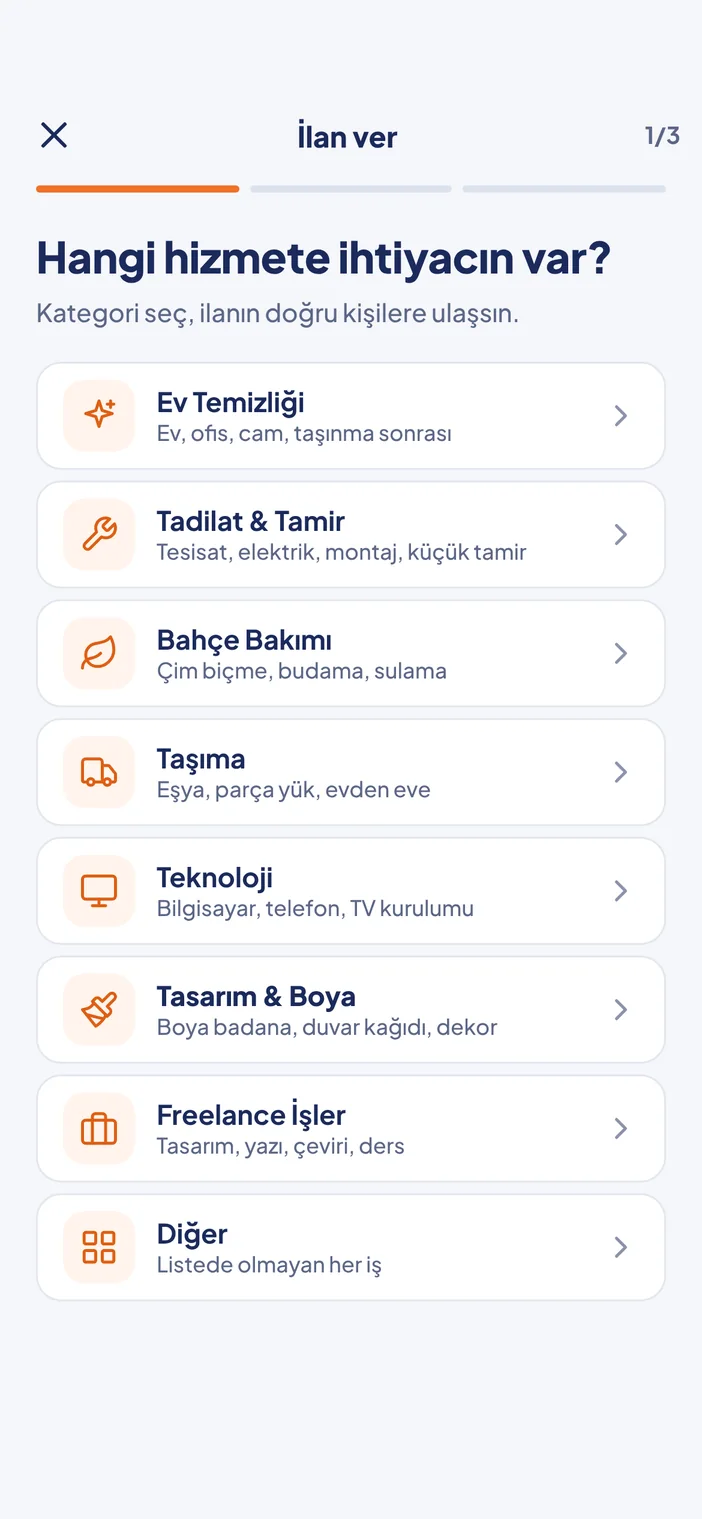 İlan ver
1/3
Hangi hizmete ihtiyacın var?
Kategori seç, ilanın doğru kişilere ulaşsın.
Ev Temizliği
Ev, ofis, cam, taşınma sonrası
Tadilat & Tamir
Tesisat, elektrik, montaj, küçük tamir
Bahçe Bakımı
Çim biçme, budama, sulama
Taşıma
Eşya, parça yük, evden eve
Teknoloji
Bilgisayar, telefon, TV kurulumu
Tasarım & Boya
Boya badana, duvar kağıdı, dekor
Freelance İşler
Tasarım, yazı, çeviri, ders
Diğer
Listede olmayan her iş